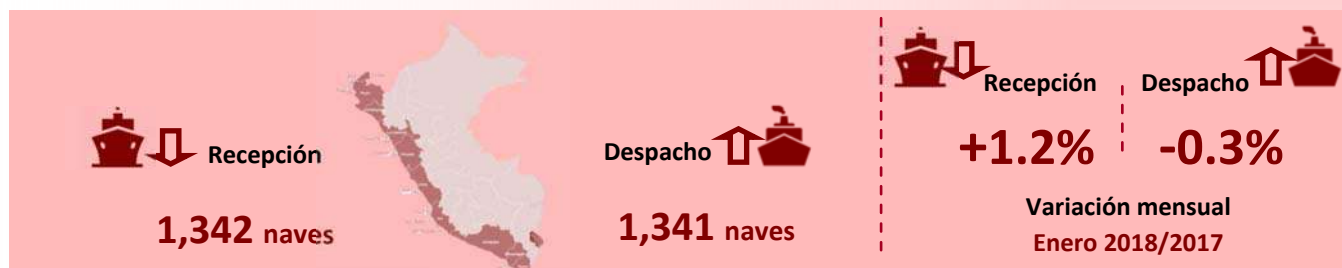 Recepción
1,342 naves
Despacho
1,341 naves
Recepción
+1.2%
Despacho
-0.3%
Variación mensual
Enero 2018/2017